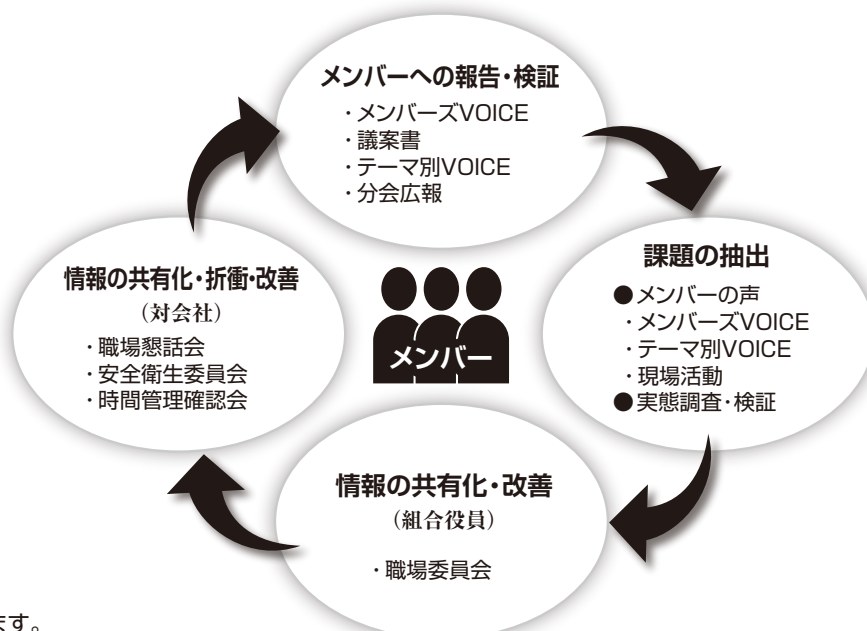 メンバーへの報告・検証
・メンバーズVOICE
・議案書
・テーマ別VOICE
・分会広報
課題の抽出
●メンバーの声
・メンバーズVOICE
・テーマ別VOICE
・現場活動
●実態調査・検証
情報の共有化・改善
(組合役員)
・職場委員会
情報の共有化・折衝・改善
(対会社)
・職場懇話会
・安全衛生委員会
・時間管理確認会
メンバー
ます。